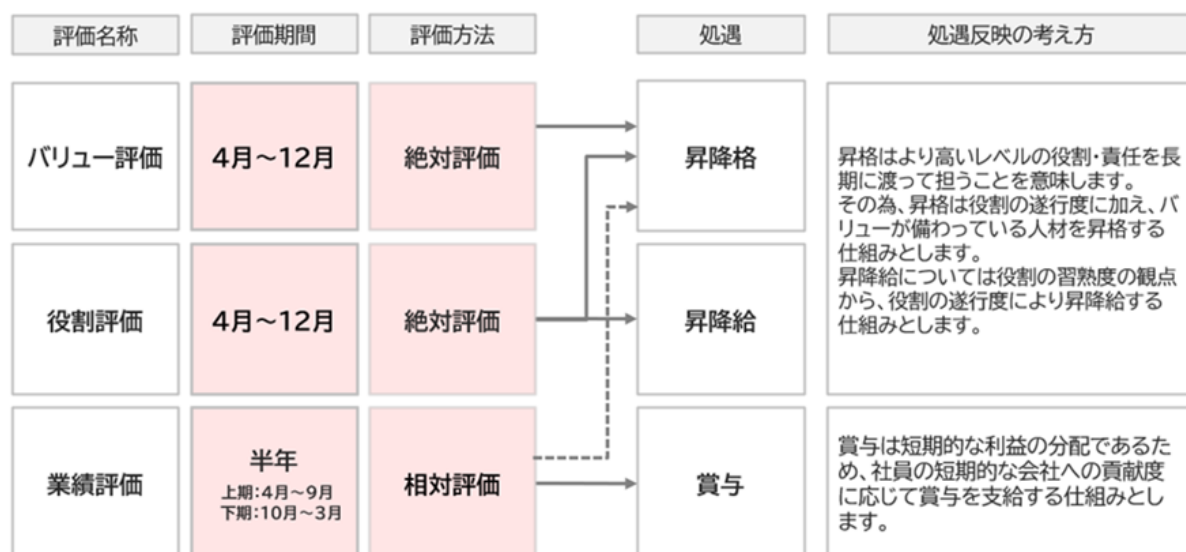 評価名称
評価期間
評価方法
処遇
処遇反映の考え方
バリュー評価
4月～12月
絶対評価
昇降格
昇格はより高いレベルの役割・責任を長
期に渡って担うことを意味します。
その為、昇格は役割の遂行度に加え、バ
リューが備わっている人材を昇格する
仕組みとします。
昇降給については役割の習熟度の観点
から、役割の遂行度により昇降給する
仕組みとします。
役割評価
4月～12月
絶対評価
昇降給
業績評価
半年
上期：4月～9月
下期：10月～3月
相対評価
賞与
賞与は短期的な利益の分配であるた
め、社員の短期的な会社への貢献度
に応じて賞与を支給する仕組みとし
ます。